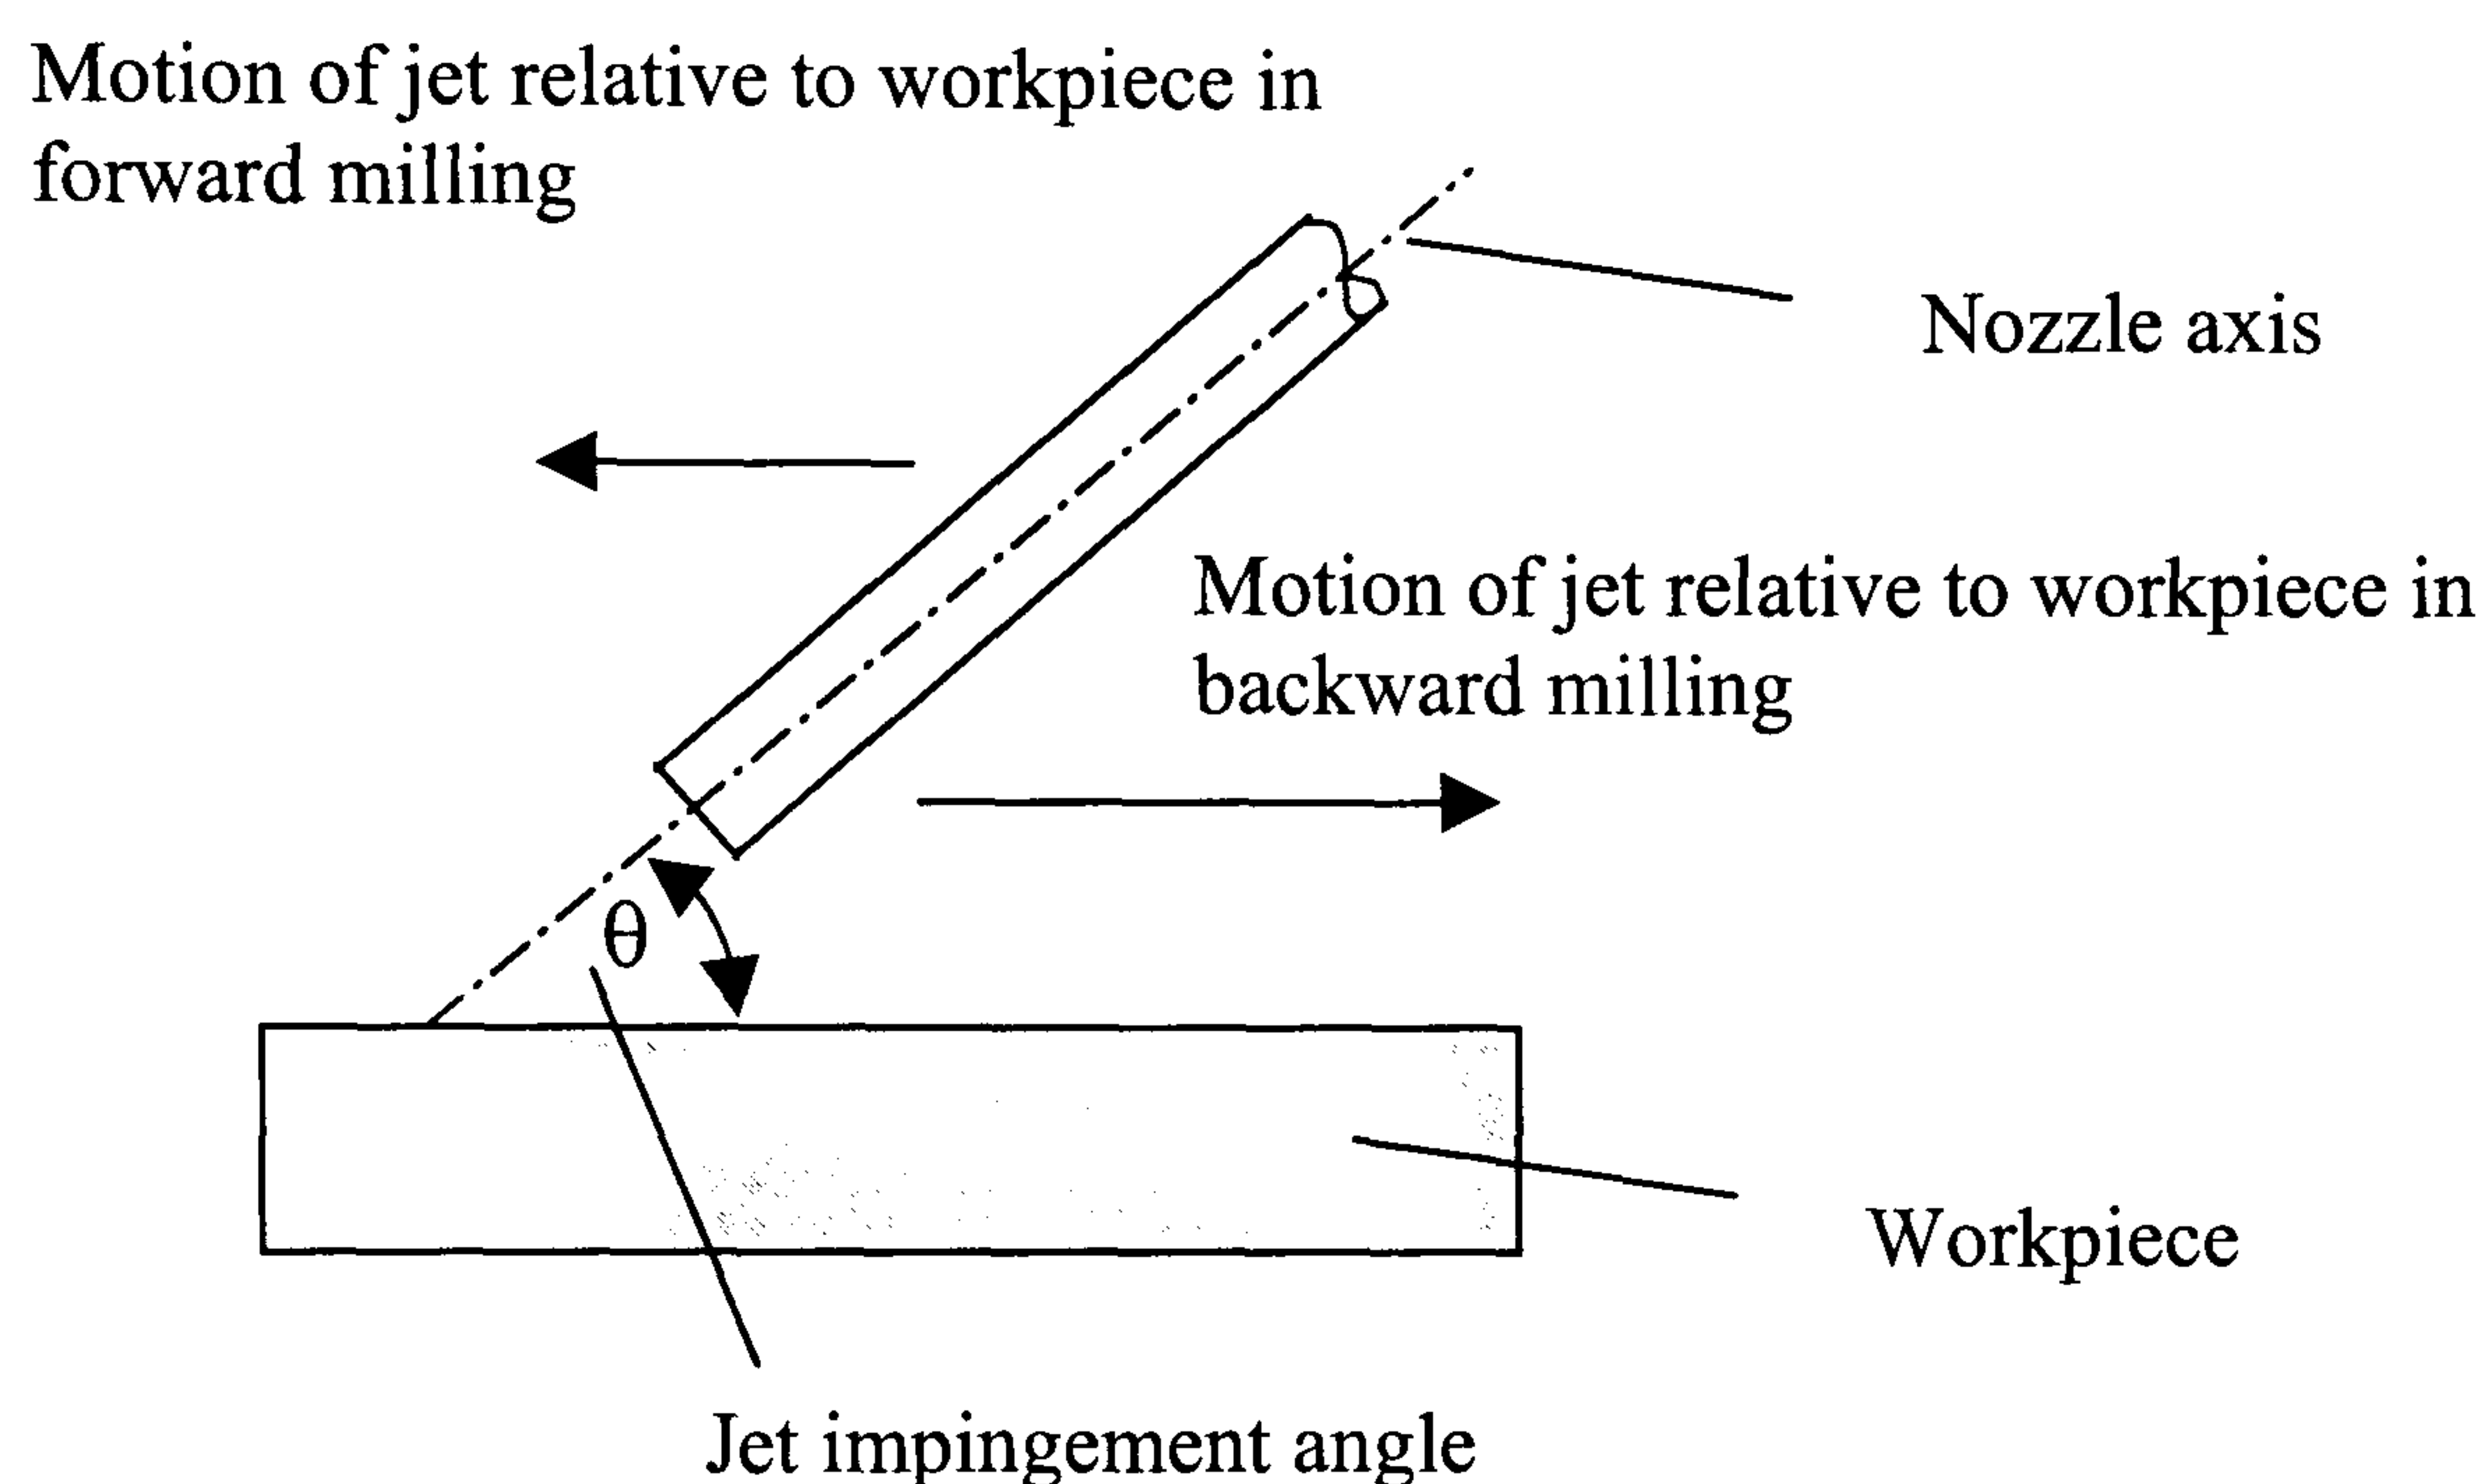 Motion of jet relative to workpiece in
forward milling
Nozzle axis
Motion of jet relative to workpiece in
backward milling
θ
Workpiece
Jet impingement angle